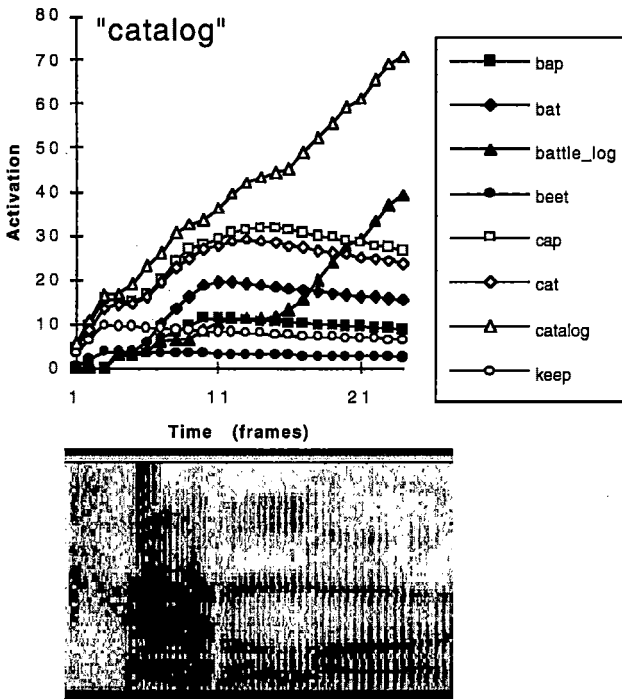 "catalog"
80
70
60
50
40
30
20
10
0
Activation
1 11 21
Time (frames)
bap
bat
battle_log
beet
cap
cat
catalog
keep